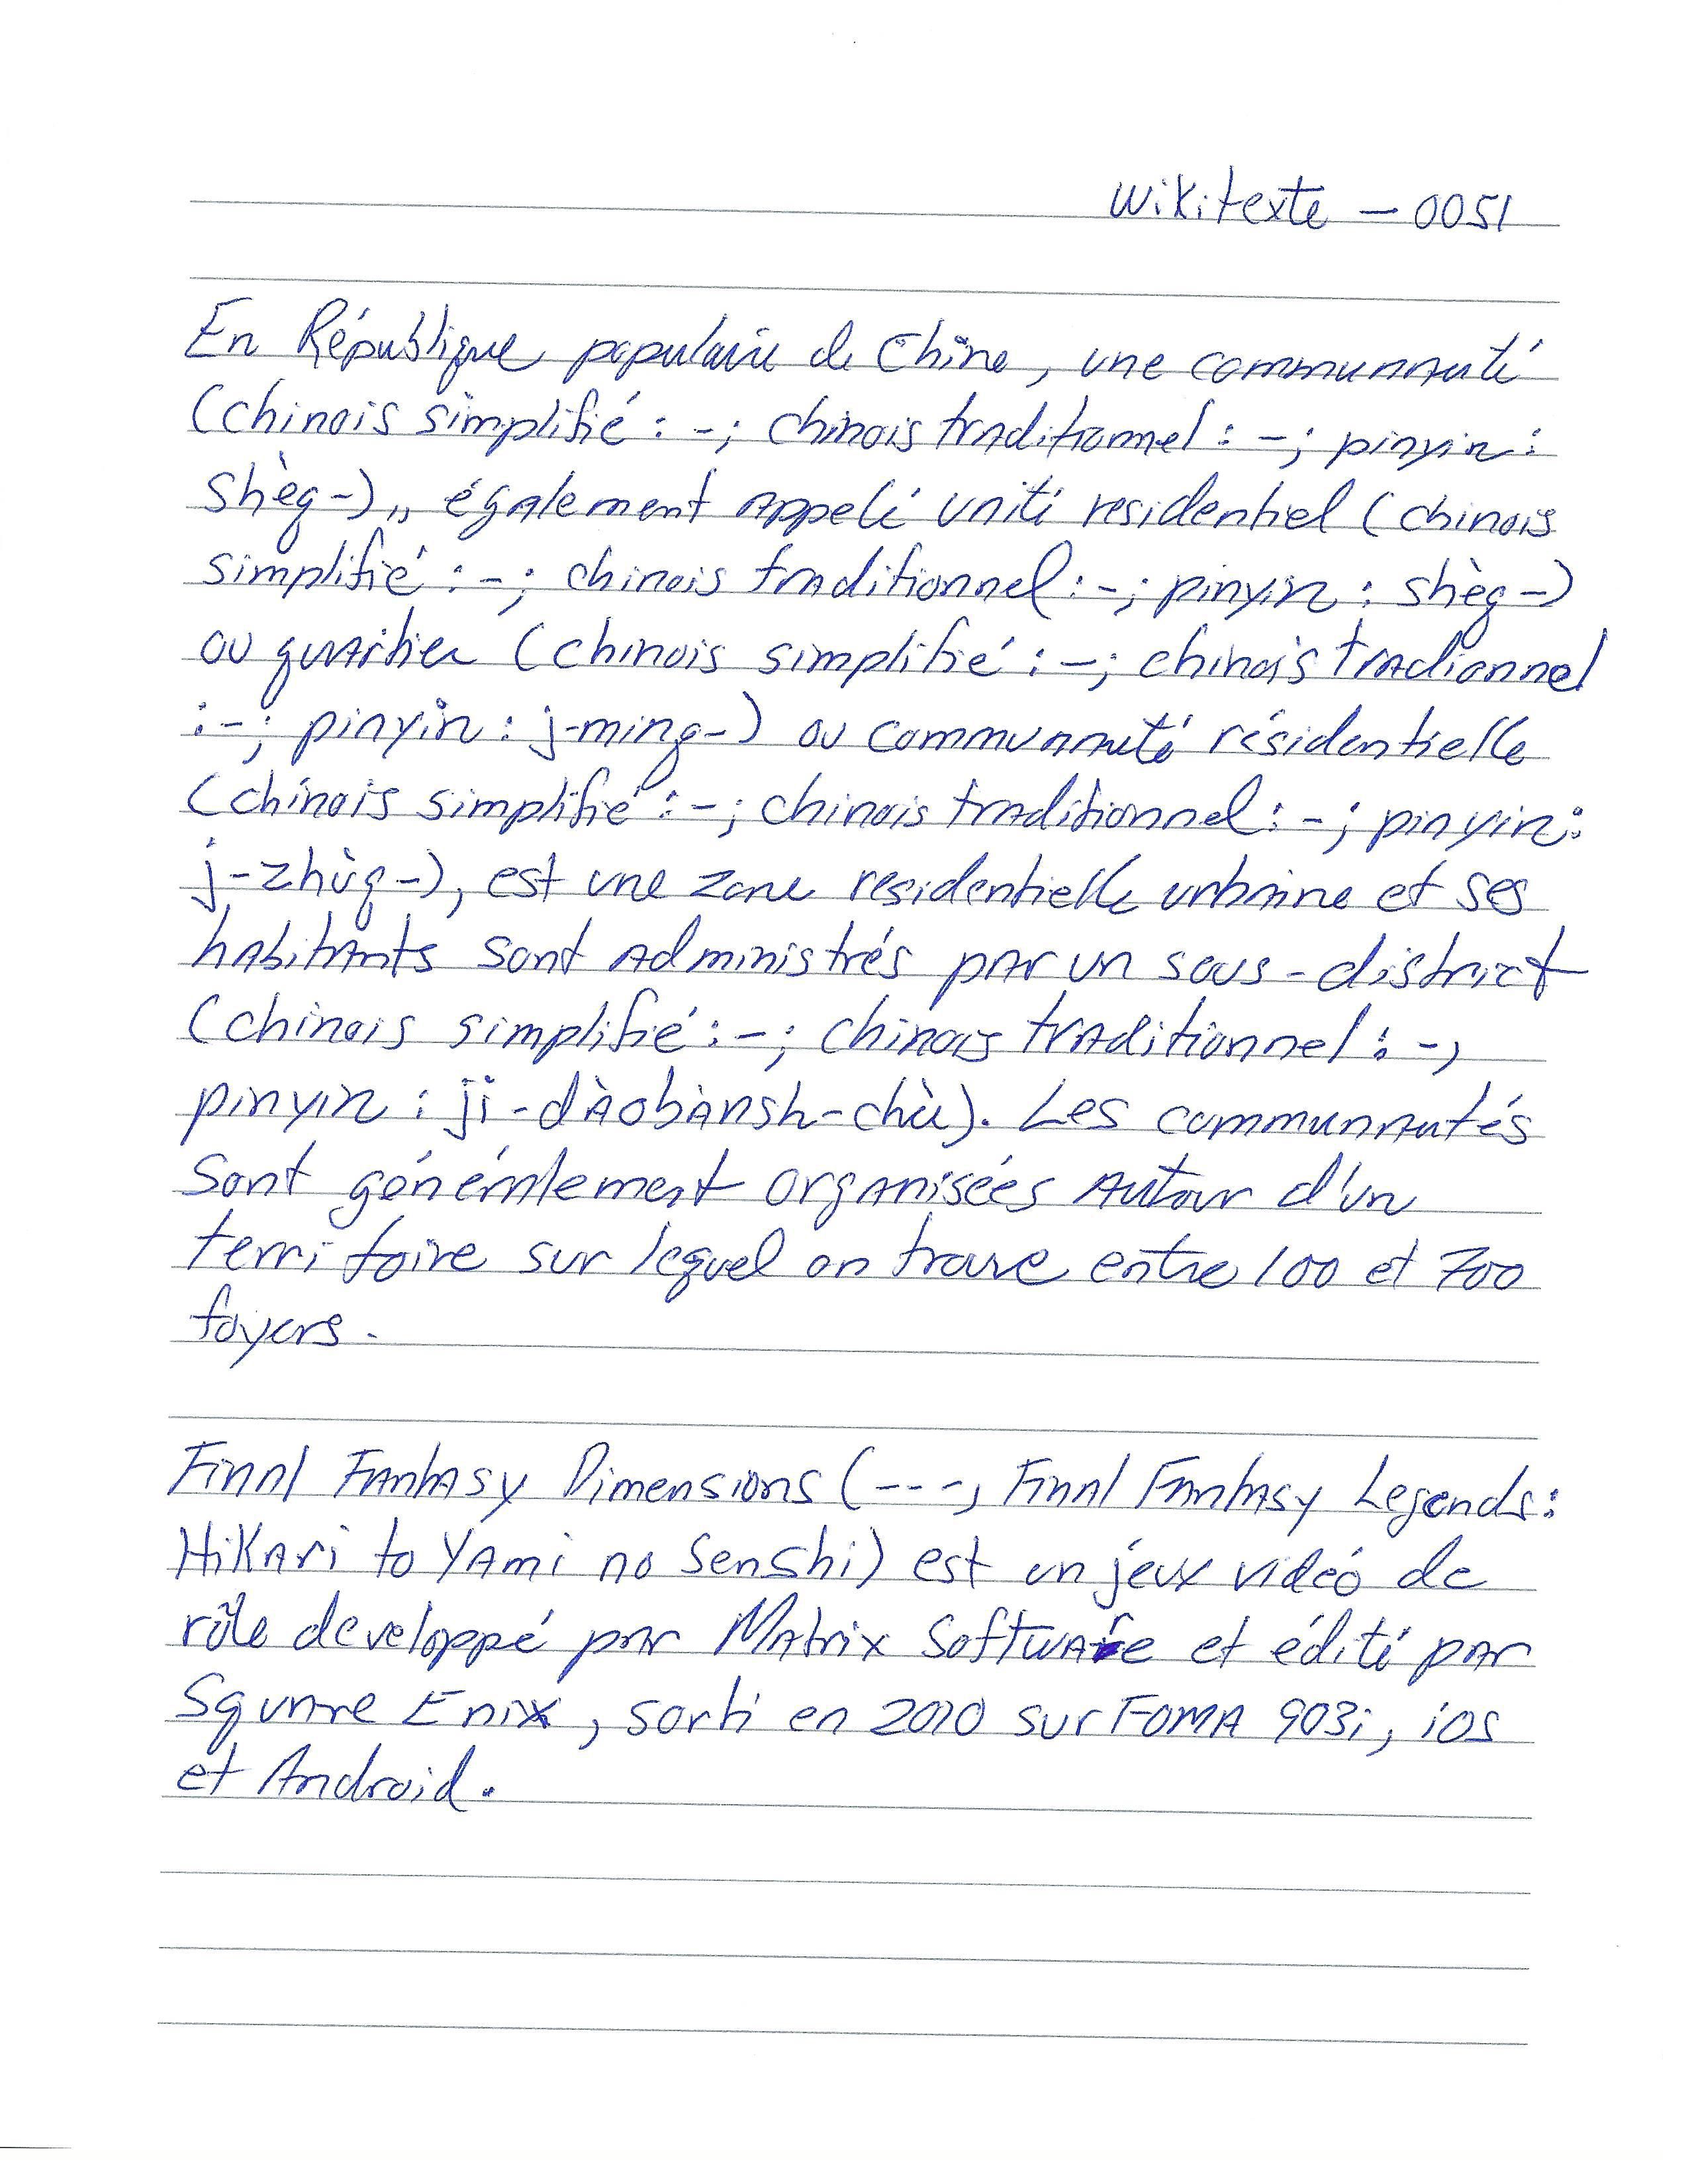 Wikitexte - 0051
En République populaire de Chine, une communauté
(chinois simplifié : -; chinois traditionnel : -; pinyin :
shèq-),, également appelé unité residentiel (chinois
simplifié : -; chinois traditionnel : -; pinyin : shèq-)
ou quartier (chinois simplifié : -; chinois tradionnel
: -; pinyin : j-ming-) ou communauté résidentielle
(chinois simplifié : -; chinois traditionnel : -; pinyin :
j-zhùq-), est une zone residentielle urbaine et ses
habitants sont administrés par un sous-district
(chinois simplifié : -; chinois traditionnel : -,
pinyin : ji-dàobànsh-chù). Les communautés
sont généralement organisées autour d'un
territoire sur lequel on trouve entre 100 et 700
foyers.
Final Fantasy Dimensions (---, Final Fantasy Legends:
Hikari to Yami no Senshi) est un jeux vidéo de
rôle developpé par Matrix Software et édité par
Square Enix, sorti en 2010 sur FOMA 903i, ios
et Android.